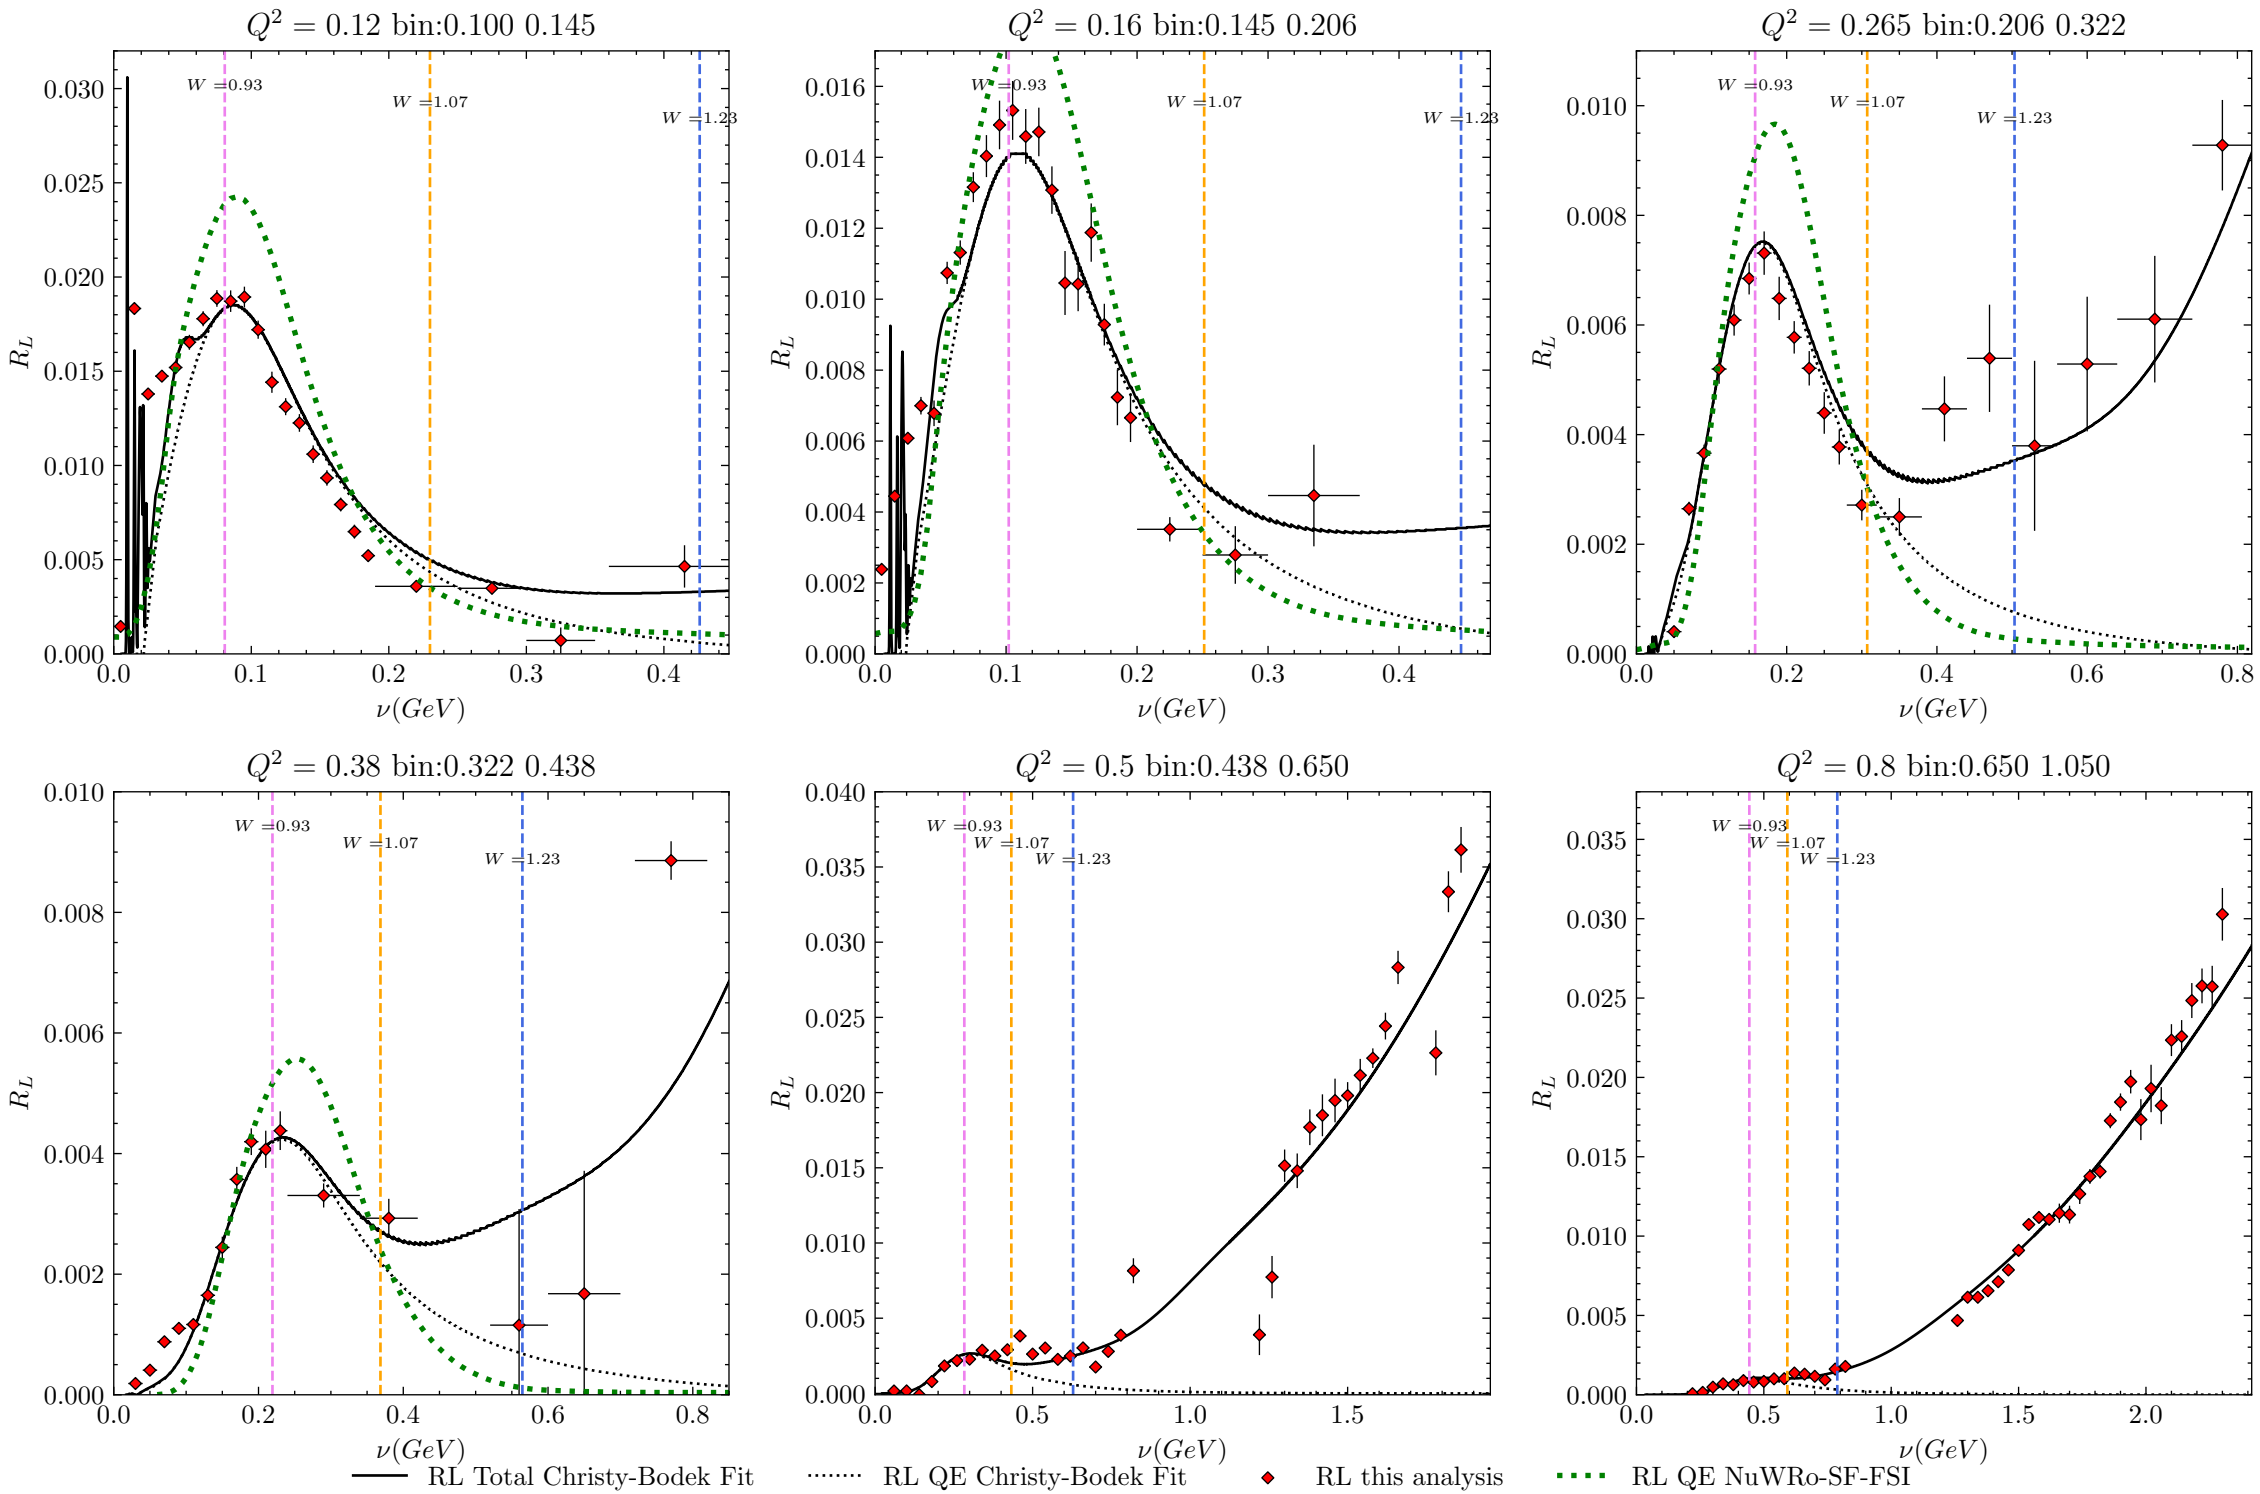 Q² = 0.12 bin:0.100 0.145
Q² = 0.16 bin:0.145 0.206
Q² = 0.265 bin:0.206 0.322
W =0.93
W =1.07
W =1.23
0.030
0.025
0.020
0.015
0.010
0.005
0.000
R_L
0.0 0.1 0.2 0.3 0.4
ν(GeV)
W =0.93
W =1.07
W =1.23
0.016
0.014
0.012
0.010
0.008
0.006
0.004
0.002
0.000
R_L
0.0 0.1 0.2 0.3 0.4
ν(GeV)
W =0.93
W =1.07
W =1.23
0.010
0.008
0.006
0.004
0.002
0.000
R_L
0.0 0.2 0.4 0.6 0.8
ν(GeV)
Q² = 0.38 bin:0.322 0.438
Q² = 0.5 bin:0.438 0.650
Q² = 0.8 bin:0.650 1.050
W =0.93
W =1.07
W =1.23
0.010
0.008
0.006
0.004
0.002
0.000
R_L
0.0 0.2 0.4 0.6 0.8
ν(GeV)
W =0.93
W =1.07
W =1.23
0.040
0.035
0.030
0.025
0.020
0.015
0.010
0.005
0.000
R_L
0.0 0.5 1.0 1.5
ν(GeV)
W =0.93
W =1.07
W =1.23
0.035
0.030
0.025
0.020
0.015
0.010
0.005
0.000
R_L
0.0 0.5 1.0 1.5 2.0
ν(GeV)
RL Total Christy-Bodek Fit
RL QE Christy-Bodek Fit
RL this analysis
RL QE NuWRo-SF-FSI